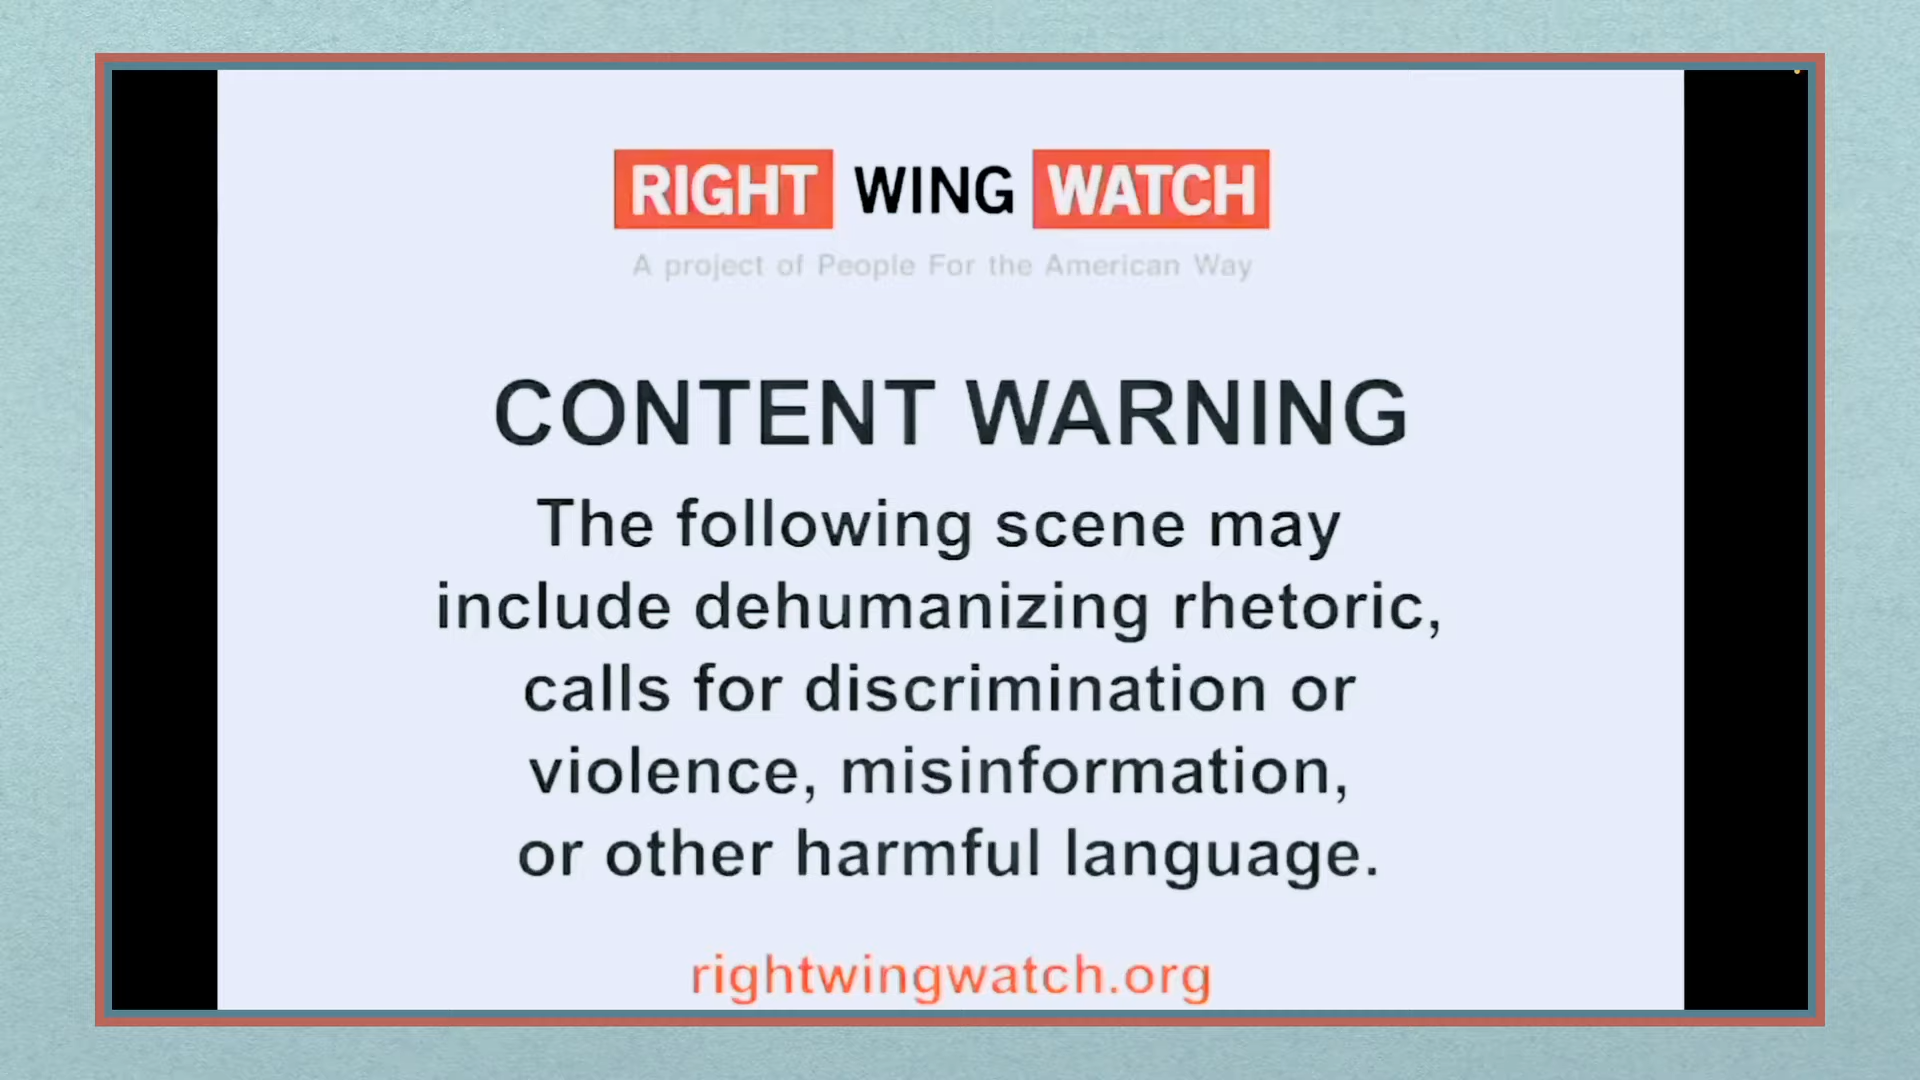 RIGHT WING WATCH
A project of People For the American Way
CONTENT WARNING
The following scene may
include dehumanizing rhetoric,
calls for discrimination or
violence, misinformation,
or other harmful language.
rightwingwatch.org